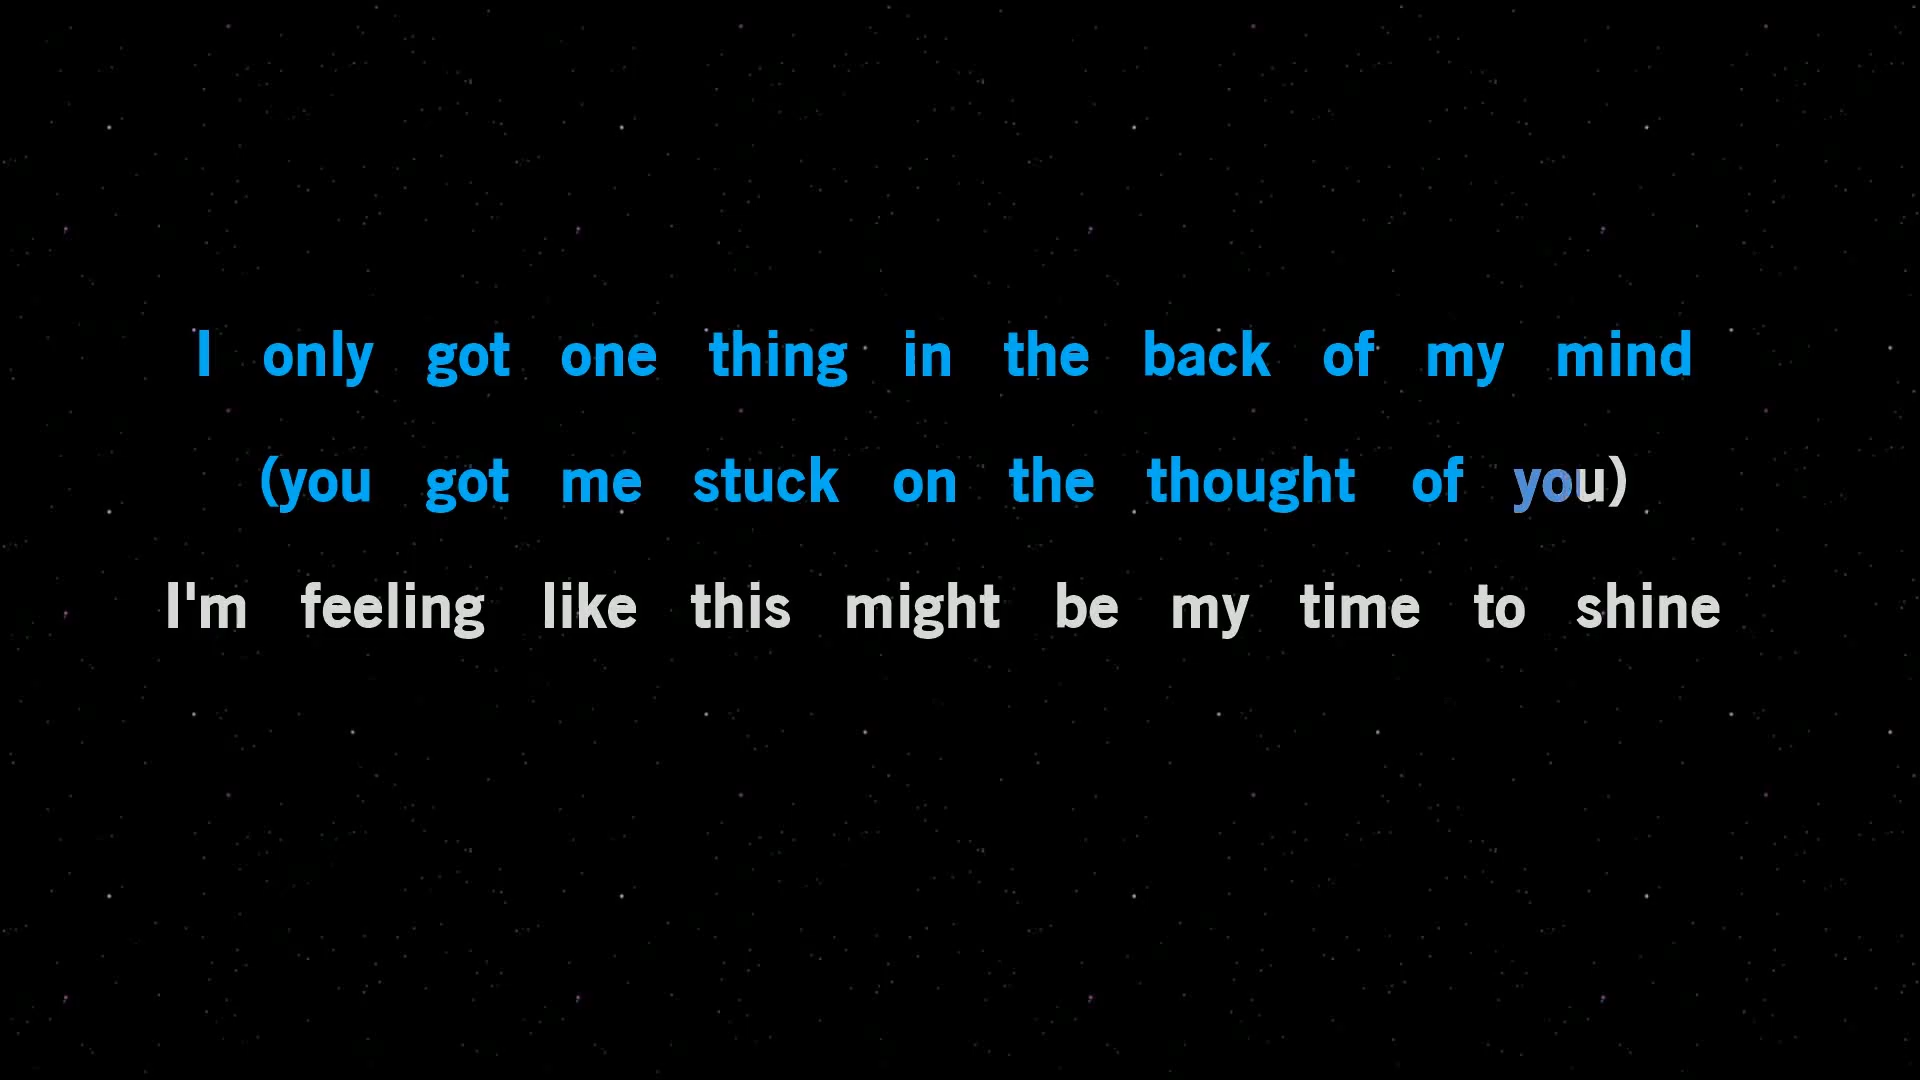 I only got one thing in the back of my mind
(you got me stuck on the thought of you)
I'm feeling like this might be my time to shine